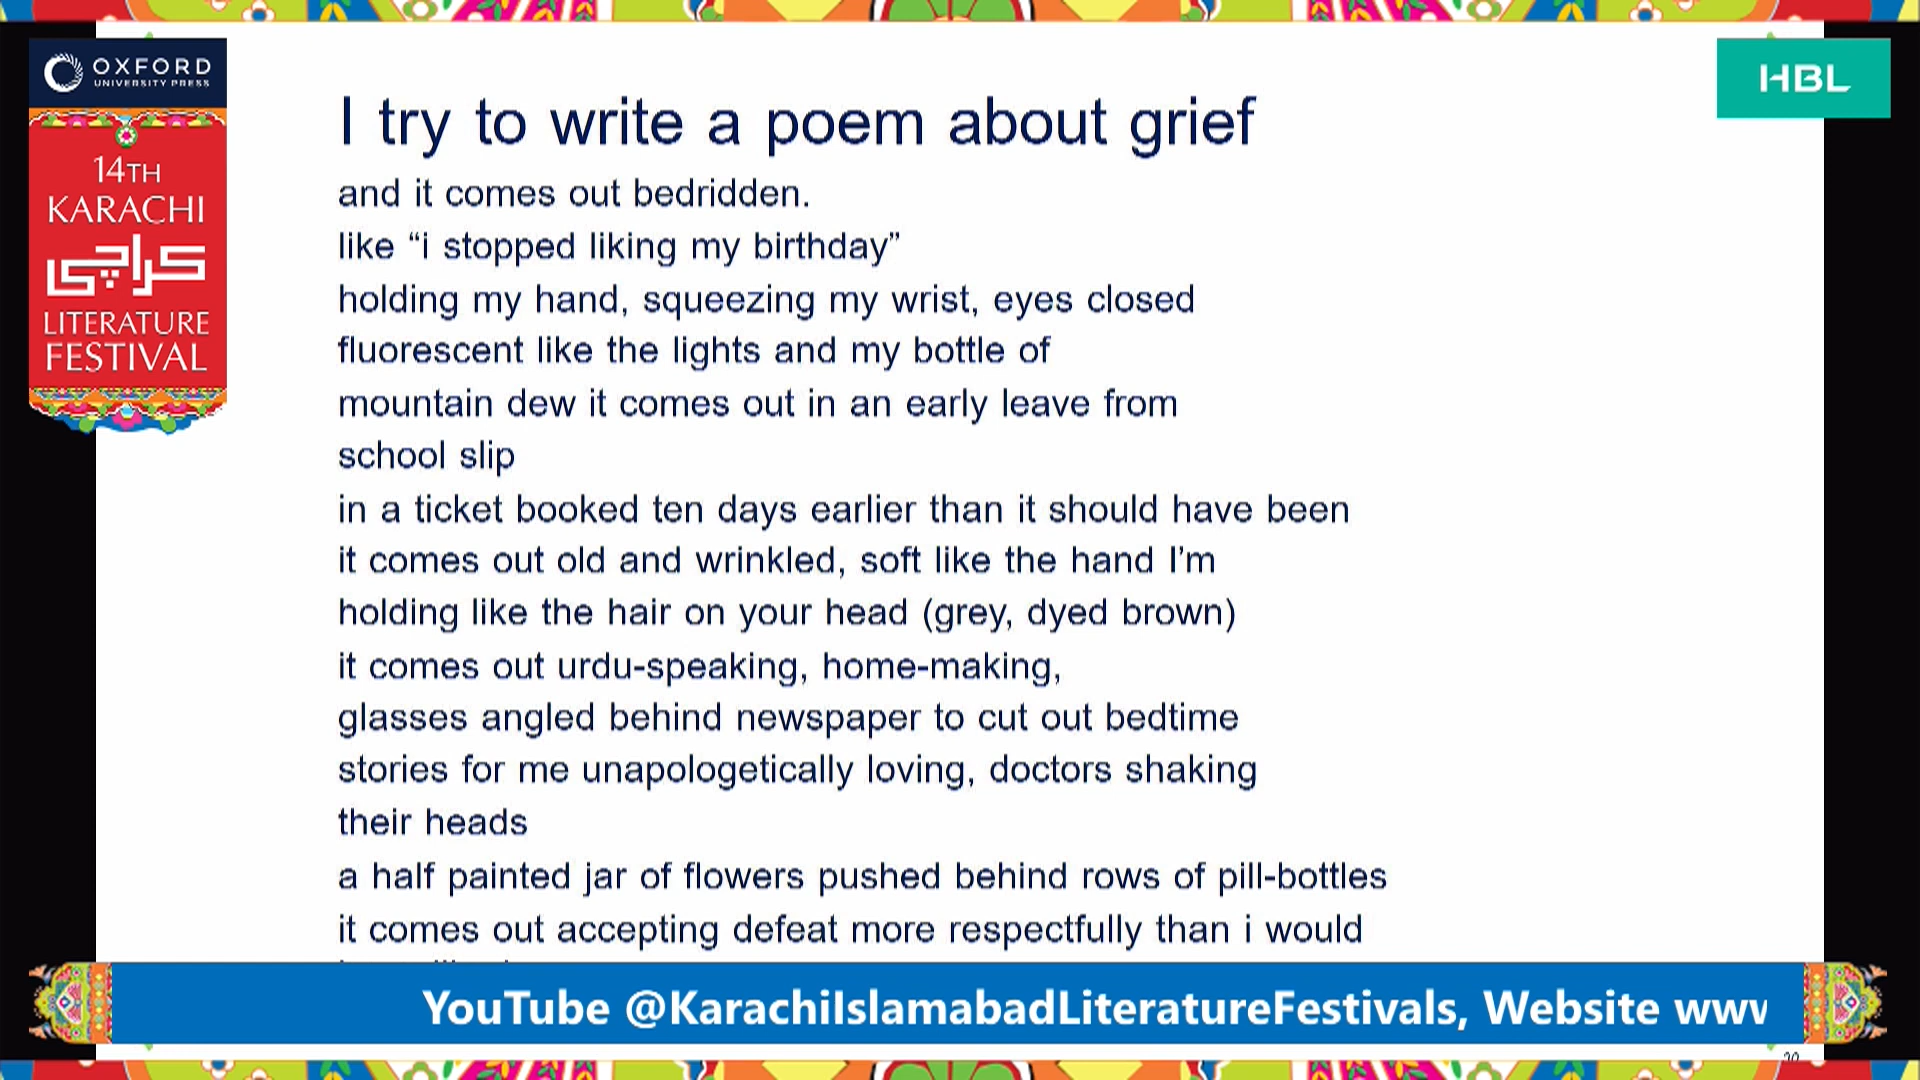 OXFORD
UNIVERSITY PRESS
14TH
KARACHI
کراچی
LITERATURE
FESTIVAL
HBL
I try to write a poem about grief
and it comes out bedridden.
like “i stopped liking my birthday”
holding my hand, squeezing my wrist, eyes closed
fluorescent like the lights and my bottle of
mountain dew it comes out in an early leave from
school slip
in a ticket booked ten days earlier than it should have been
it comes out old and wrinkled, soft like the hand I’m
holding like the hair on your head (grey, dyed brown)
it comes out urdu-speaking, home-making,
glasses angled behind newspaper to cut out bedtime
stories for me unapologetically loving, doctors shaking
their heads
a half painted jar of flowers pushed behind rows of pill-bottles
it comes out accepting defeat more respectfully than i would
YouTube @KarachiIslamabadLiteratureFestivals, Website www